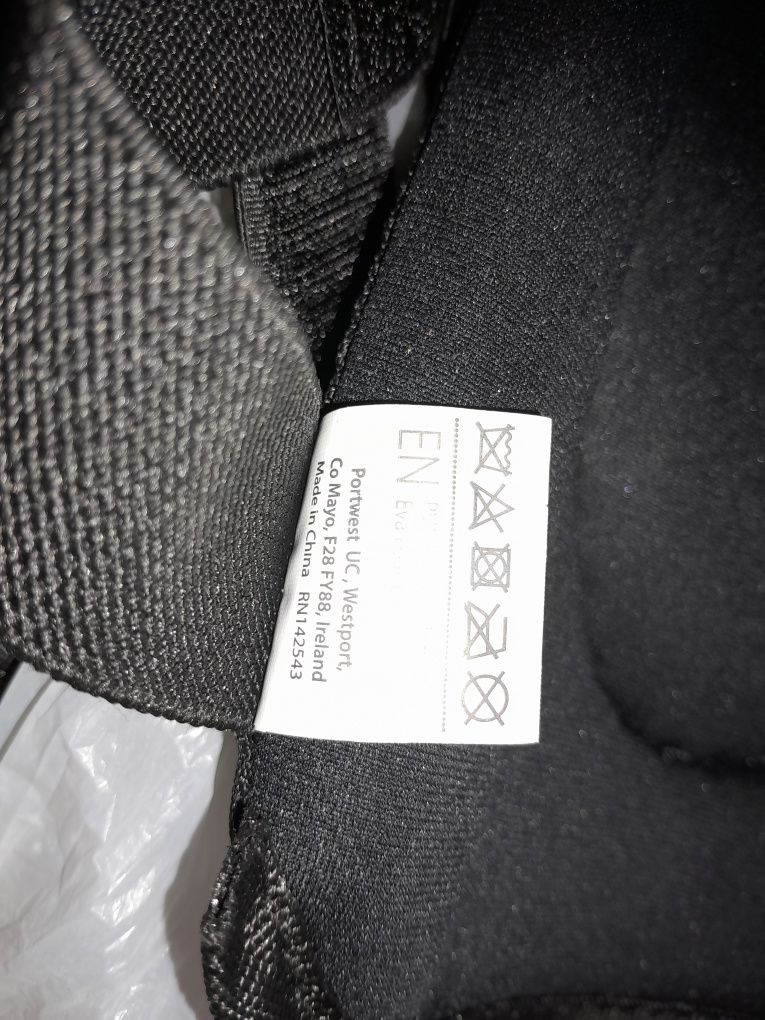 EN
Portwest UC, Westport,
Co Mayo, F28 FY88, Ireland
Made in China RN142543